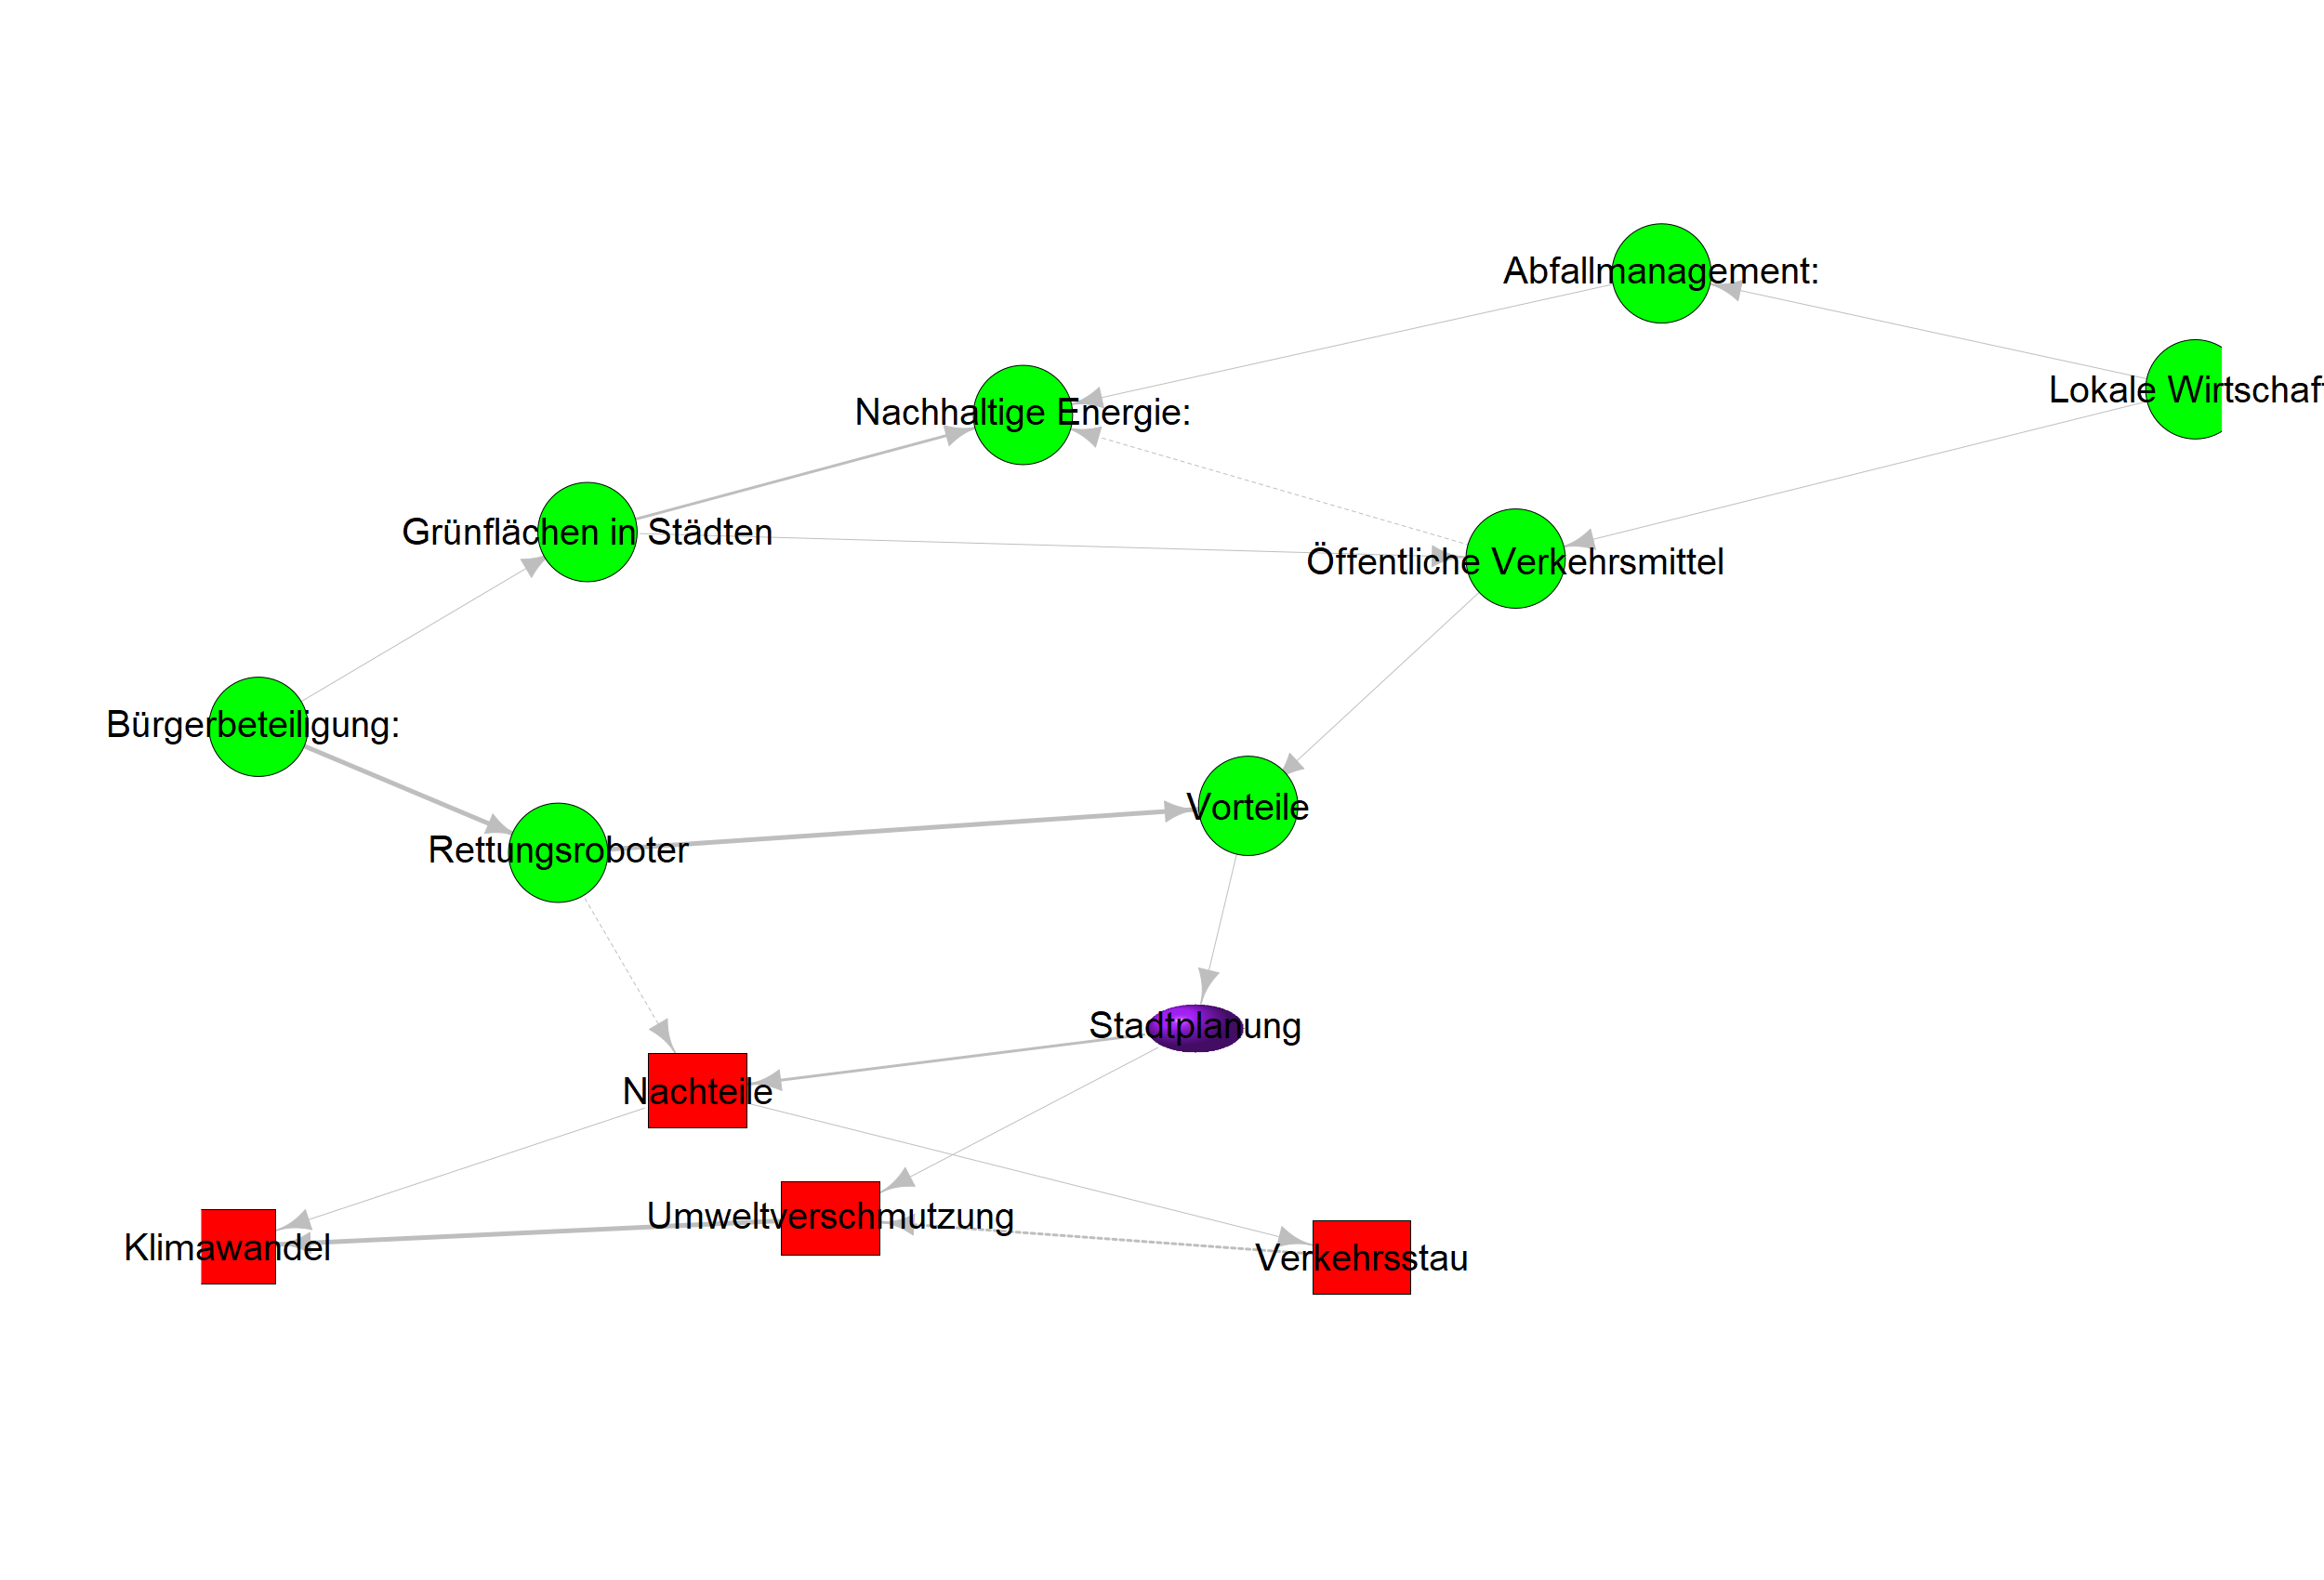 Abfallmanagement:
Lokale Wirtschaf
Nachhaltige Energie:
Grünflächen in Städten
Öffentliche Verkehrsmittel
Bürgerbeteiligung:
Vorteile
Rettungsroboter
Stadtplanung
Nachteile
Umweltverschmutzung
Klimawandel
Verkehrsstau